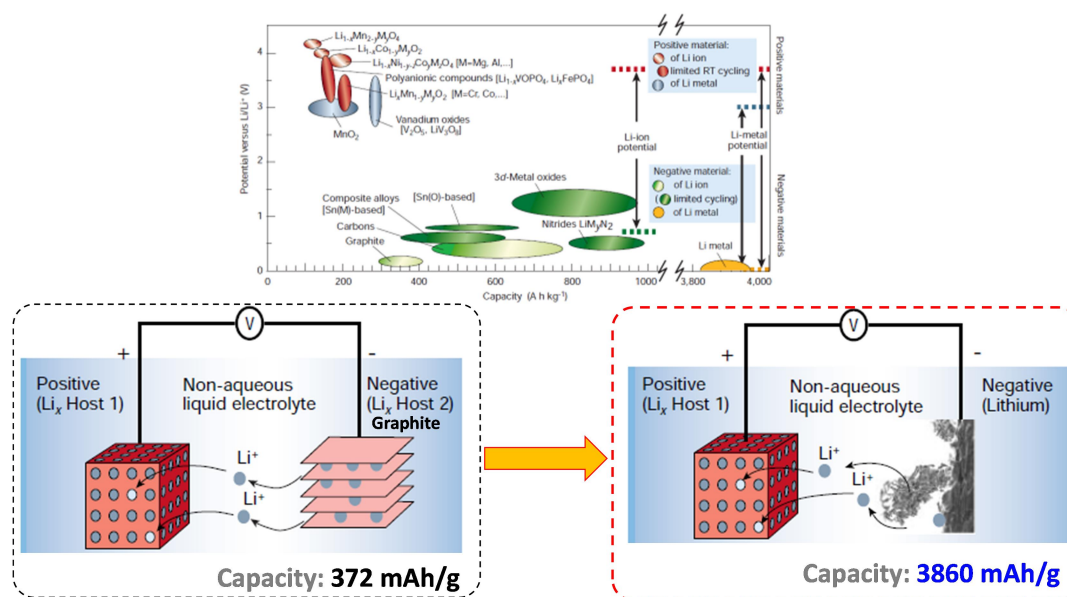 Li1-xMn2-yMyO4
Li1-xCo1-yMyO2
Li1-xNi1-y-zCoyMzO4 [M=Mg, Al,...]
Polyanionic compounds [Li1-xVOPO4, LixFePO4]
LixMn1-yMyO2 [M=Cr, Co,...]
Vanadium oxides
[V2O5, LiV3O8]
MnO2
Positive material:
of Li ion
limited RT cycling
of Li metal
Positive materials
Li-ion
potential
Li-metal
potential
Negative material:
of Li ion
( limited cycling)
of Li metal
Negative materials
3d-Metal oxides
[Sn(O)-based]
Composite alloys
[Sn(M)-based]
Carbons
Graphite
Nitrides LiMyN2
Li metal
Potential versus Li/Li+ (V)
4
3
2
1
0
0 200 400 600 800 1000 3,800 4,000
Capacity (A h kg-1)
V
+
-
Positive
(Lix Host 1)
Non-aqueous
liquid electrolyte
Negative
(Lix Host 2)
Graphite
Li+
Li+
Capacity: 372 mAh/g
V
+
-
Positive
(Lix Host 1)
Non-aqueous
liquid electrolyte
Negative
(Lithium)
Li+
Li+
Capacity: 3860 mAh/g